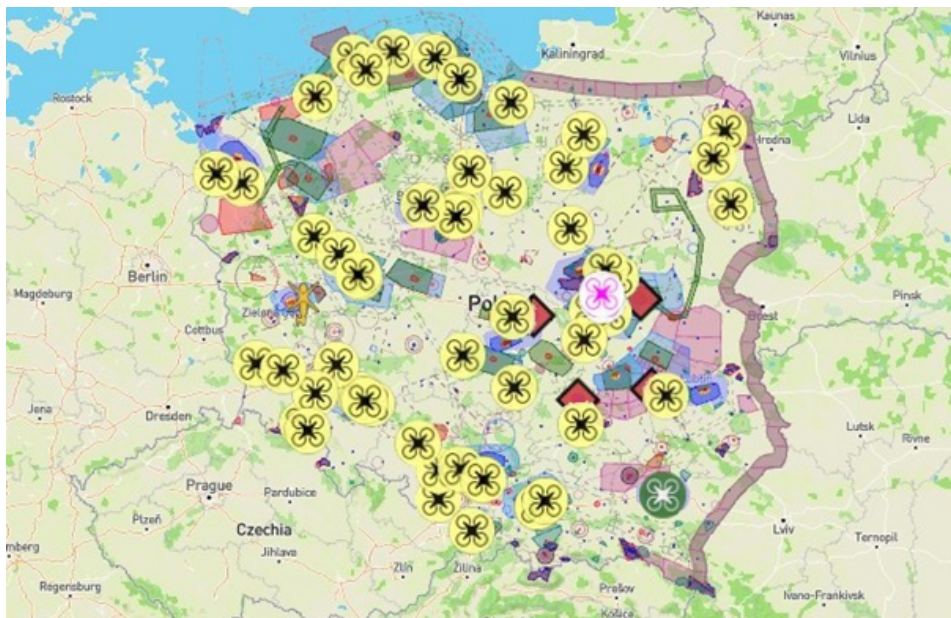 Kaunas
Kaliningrad
Vilnius
Rostock
Lida
Hrodna
Berlin
Magdeburg
Pol
Pinsk
Zielona
Brest
Cottbus
Jena
Dresden
Lutsk
Rivne
Prague
Pardubice
Lviv
Ternopil
Czechia
Plzeň
Jihlava
Zlín
Žilina
Regensburg
Prešov
Košice
Ivano-Frankivsk